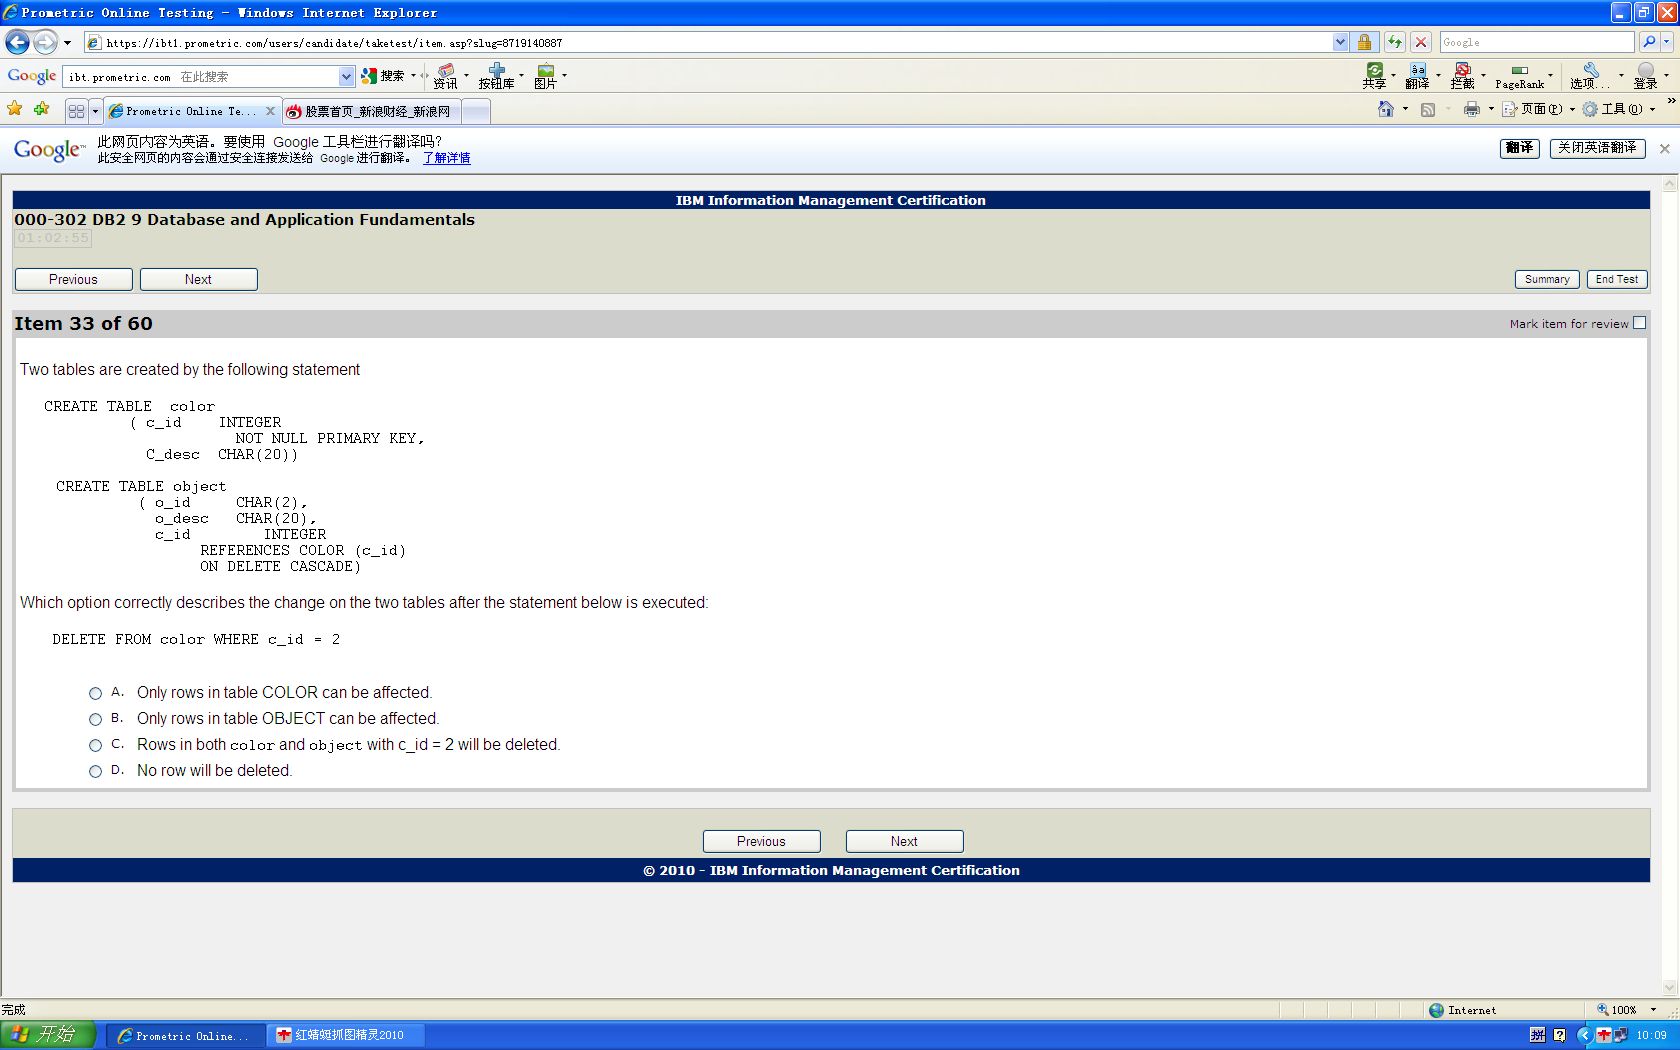 Prometric Online Testing - Windows Internet Explorer
https://ibt1.prometric.com/users/candidate/taketest/item.asp?slug=8719140887
Google
Google ibt.prometric.com 在此搜索 搜索 资讯 按钮库 图片 共享 翻译 拦截 PageRank 选项... 登录
Prometric Online Te... 股票首页_新浪财经_新浪网 页面(P) 工具(O)
Google™ 此网页内容为英语。要使用 Google 工具栏进行翻译吗?
此安全网页的内容会通过安全连接发送给 Google 进行翻译。 了解详情
翻译 关闭英语翻译
IBM Information Management Certification
000-302 DB2 9 Database and Application Fundamentals
01:02:55
Previous Next Summary End Test
Item 33 of 60 Mark item for review
Two tables are created by the following statement
CREATE TABLE color
( c_id INTEGER
NOT NULL PRIMARY KEY,
C_desc CHAR(20))
CREATE TABLE object
( o_id CHAR(2),
o_desc CHAR(20),
c_id INTEGER
REFERENCES COLOR (c_id)
ON DELETE CASCADE)
Which option correctly describes the change on the two tables after the statement below is executed:
DELETE FROM color WHERE c_id = 2
A. Only rows in table COLOR can be affected.
B. Only rows in table OBJECT can be affected.
C. Rows in both color and object with c_id = 2 will be deleted.
D. No row will be deleted.
Previous Next
© 2010 - IBM Information Management Certification
完成 Internet 100%
开始 Prometric Online... 红蜻蜓抓图精灵2010 拼 10:09